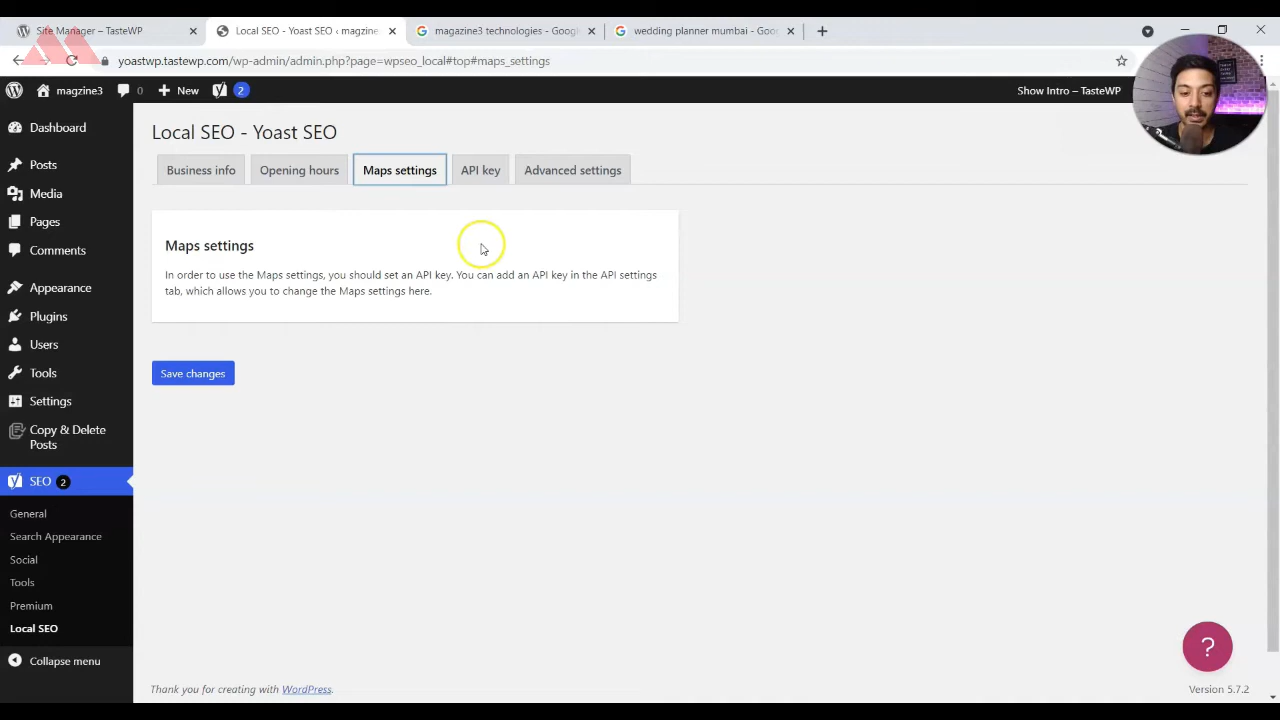 Site Manager – TasteWP
Local SEO - Yoast SEO ‹ magzine
magazine3 technologies - Google
wedding planner mumbai - Goo
yoastwp.tastewp.com/wp-admin/admin.php?page=wpseo_local#top#maps_settings
magzine3
0
New
2
Show Intro – TasteWP
Dashboard
Posts
Media
Pages
Comments
Appearance
Plugins
Users
Tools
Settings
Copy & Delete
Posts
SEO 2
General
Search Appearance
Social
Tools
Premium
Local SEO
Collapse menu
Local SEO - Yoast SEO
Business info
Opening hours
Maps settings
API key
Advanced settings
Maps settings
In order to use the Maps settings, you should set an API key. You can add an API key in the API settings
tab, which allows you to change the Maps settings here.
Save changes
?
Thank you for creating with WordPress.
Version 5.7.2